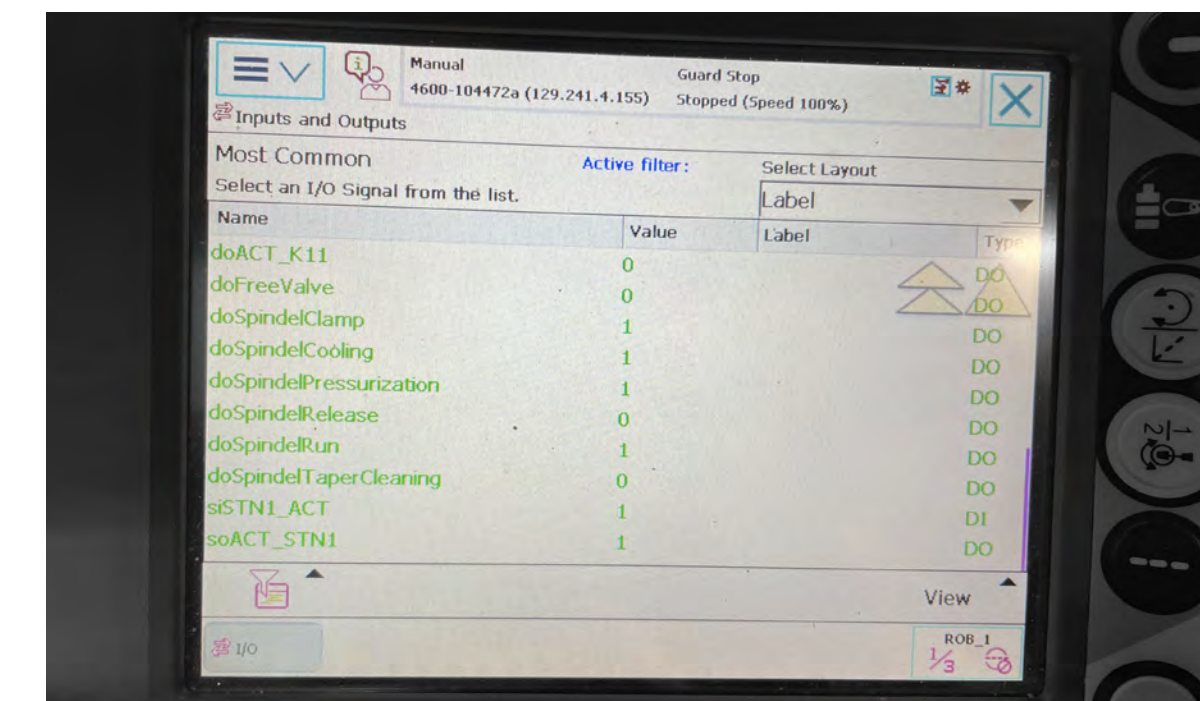 Manual
Guard Stop
4600-104472a (129.241.4.155)
Stopped (Speed 100%)
Inputs and Outputs
Most Common
Active filter:
Select Layout
Select an I/O Signal from the list.
Label
Name Value Label Type
doACT_K11 0 DO
doFreeValve 0 DO
doSpindelClamp 1 DO
doSpindelCooling 1 DO
doSpindelPressurization 1 DO
doSpindelRelease 0 DO
doSpindelRun 1 DO
doSpindelTaperCleaning 0 DO
siSTN1_ACT 1 DI
soACT_STN1 1 DO
View
I/O
ROB_1
1/3
1
2